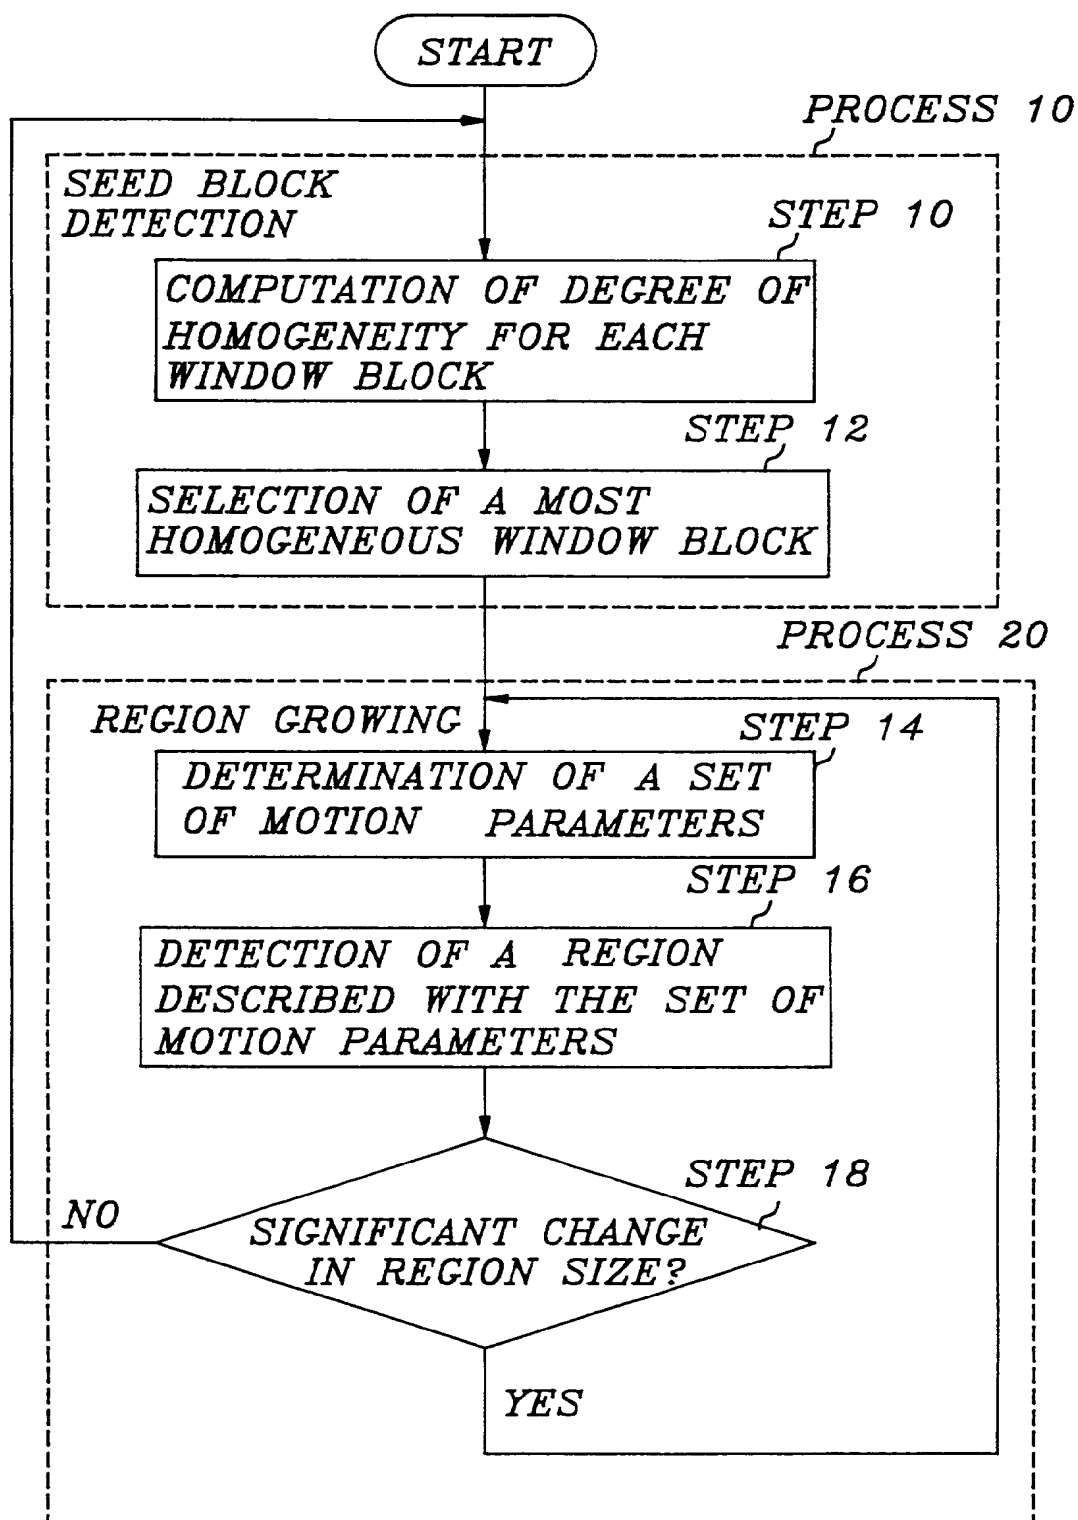 START
PROCESS 10
SEED BLOCK
DETECTION
STEP 10
COMPUTATION OF DEGREE OF
HOMOGENEITY FOR EACH
WINDOW BLOCK
STEP 12
SELECTION OF A MOST
HOMOGENEOUS WINDOW BLOCK
PROCESS 20
REGION GROWING
STEP 14
DETERMINATION OF A SET
OF MOTION PARAMETERS
STEP 16
DETECTION OF A REGION
DESCRIBED WITH THE SET OF
MOTION PARAMETERS
STEP 18
NO
SIGNIFICANT CHANGE
IN REGION SIZE?
YES